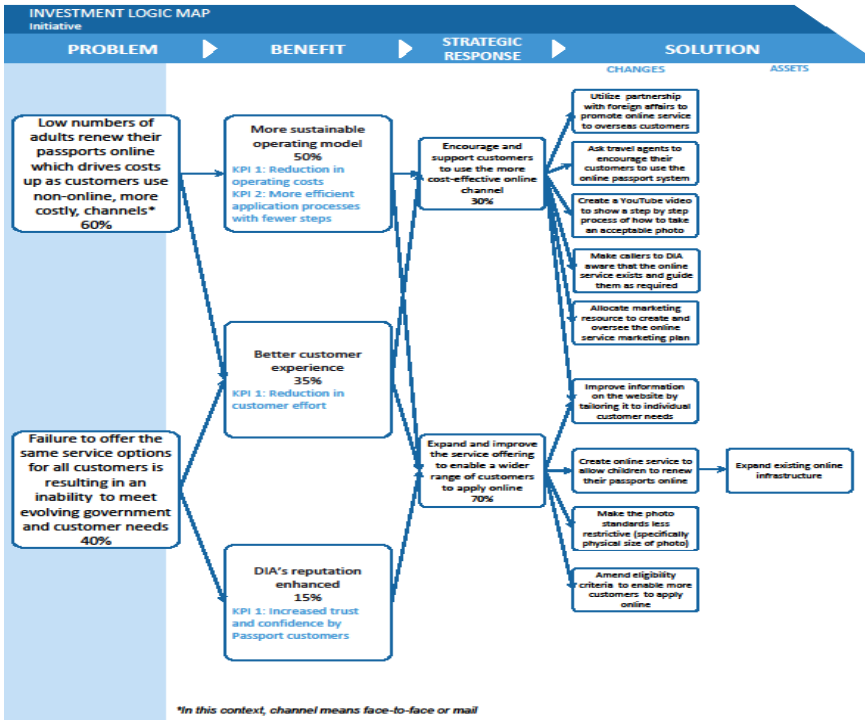 INVESTMENT LOGIC MAP
Initiative
PROBLEM
BENEFIT
STRATEGIC
RESPONSE
SOLUTION
CHANGES
ASSETS
Low numbers of
adults renew their
passports online
which drives costs
up as customers use
non-online, more
costly, channels*
60%
Failure to offer the
same service options
for all customers is
resulting in an
inability to meet
evolving government
and customer needs
40%
More sustainable
operating model
50%
KPI 1: Reduction in
operating costs
KPI 2: More efficient
application processes
with fewer steps
Better customer
experience
35%
KPI 1: Reduction in
customer effort
DIA's reputation
enhanced
15%
KPI 1: Increased trust
and confidence by
Passport customers
Encourage and
support customers
to use the more
cost-effective online
channel
30%
Expand and improve
the service offering
to enable a wider
range of customers
to apply online
70%
Utilize partnership
with foreign affairs to
promote online service
to overseas customers
Ask travel agents to
encourage their
customers to use the
online passport system
Create a YouTube video
to show a step by step
process of how to take
an acceptable photo
Make callers to DIA
aware that the online
service exists and guide
them as required
Allocate marketing
resource to create and
oversee the online
service marketing plan
Improve information
on the website by
tailoring it to individual
customer needs
Create online service to
allow children to renew
their passports online
Make the photo
standards less
restrictive (specifically
physical size of photo)
Amend eligibility
criteria to enable more
customers to apply
online
Expand existing online
infrastructure
*In this context, channel means face-to-face or mail